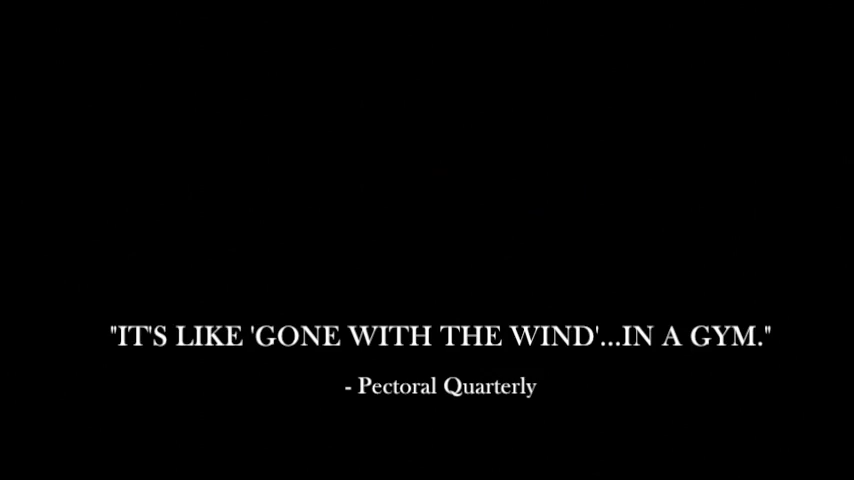 "IT'S LIKE 'GONE WITH THE WIND'...IN A GYM."
- Pectoral Quarterly